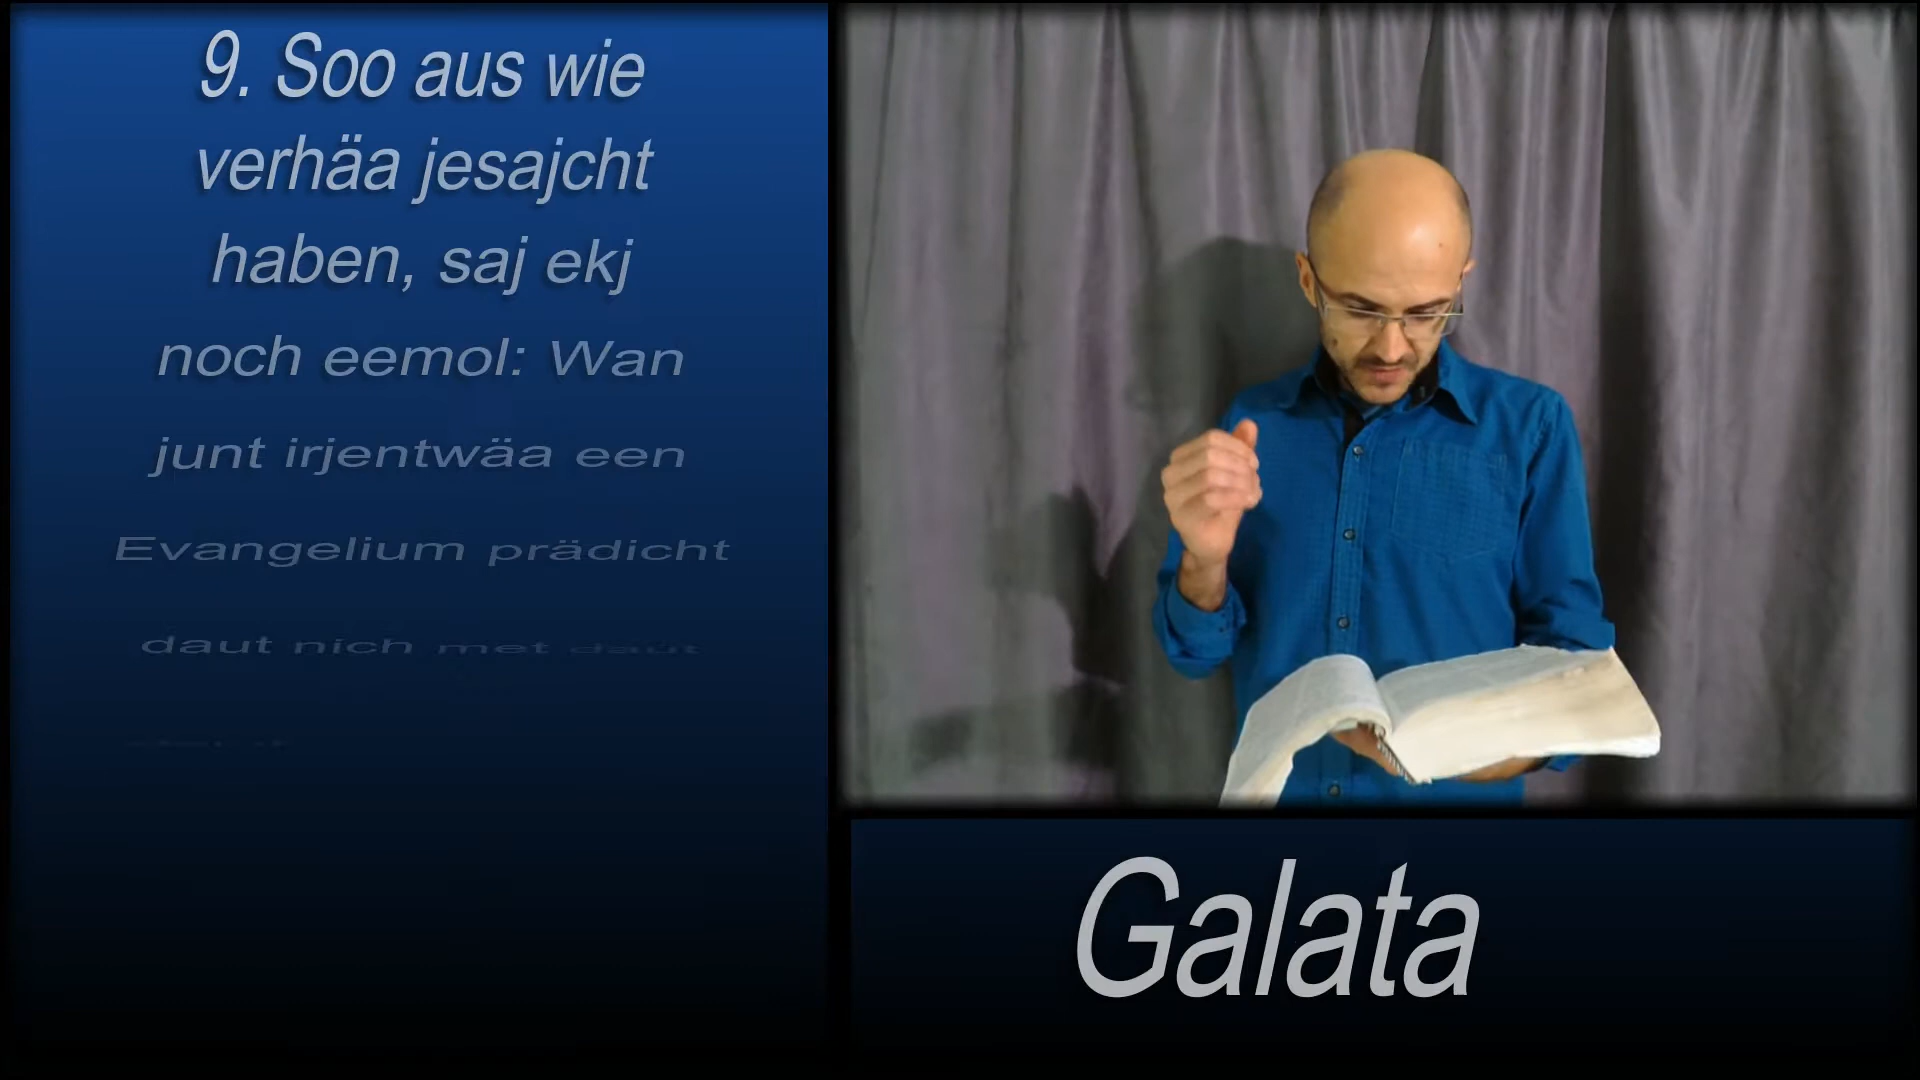 9. Soo aus wie
verhäa jesajcht
haben, saj ekj
noch eemol: Wan
junt irjentwäa een
Evangelium prädicht
daut nich met daut
Galata